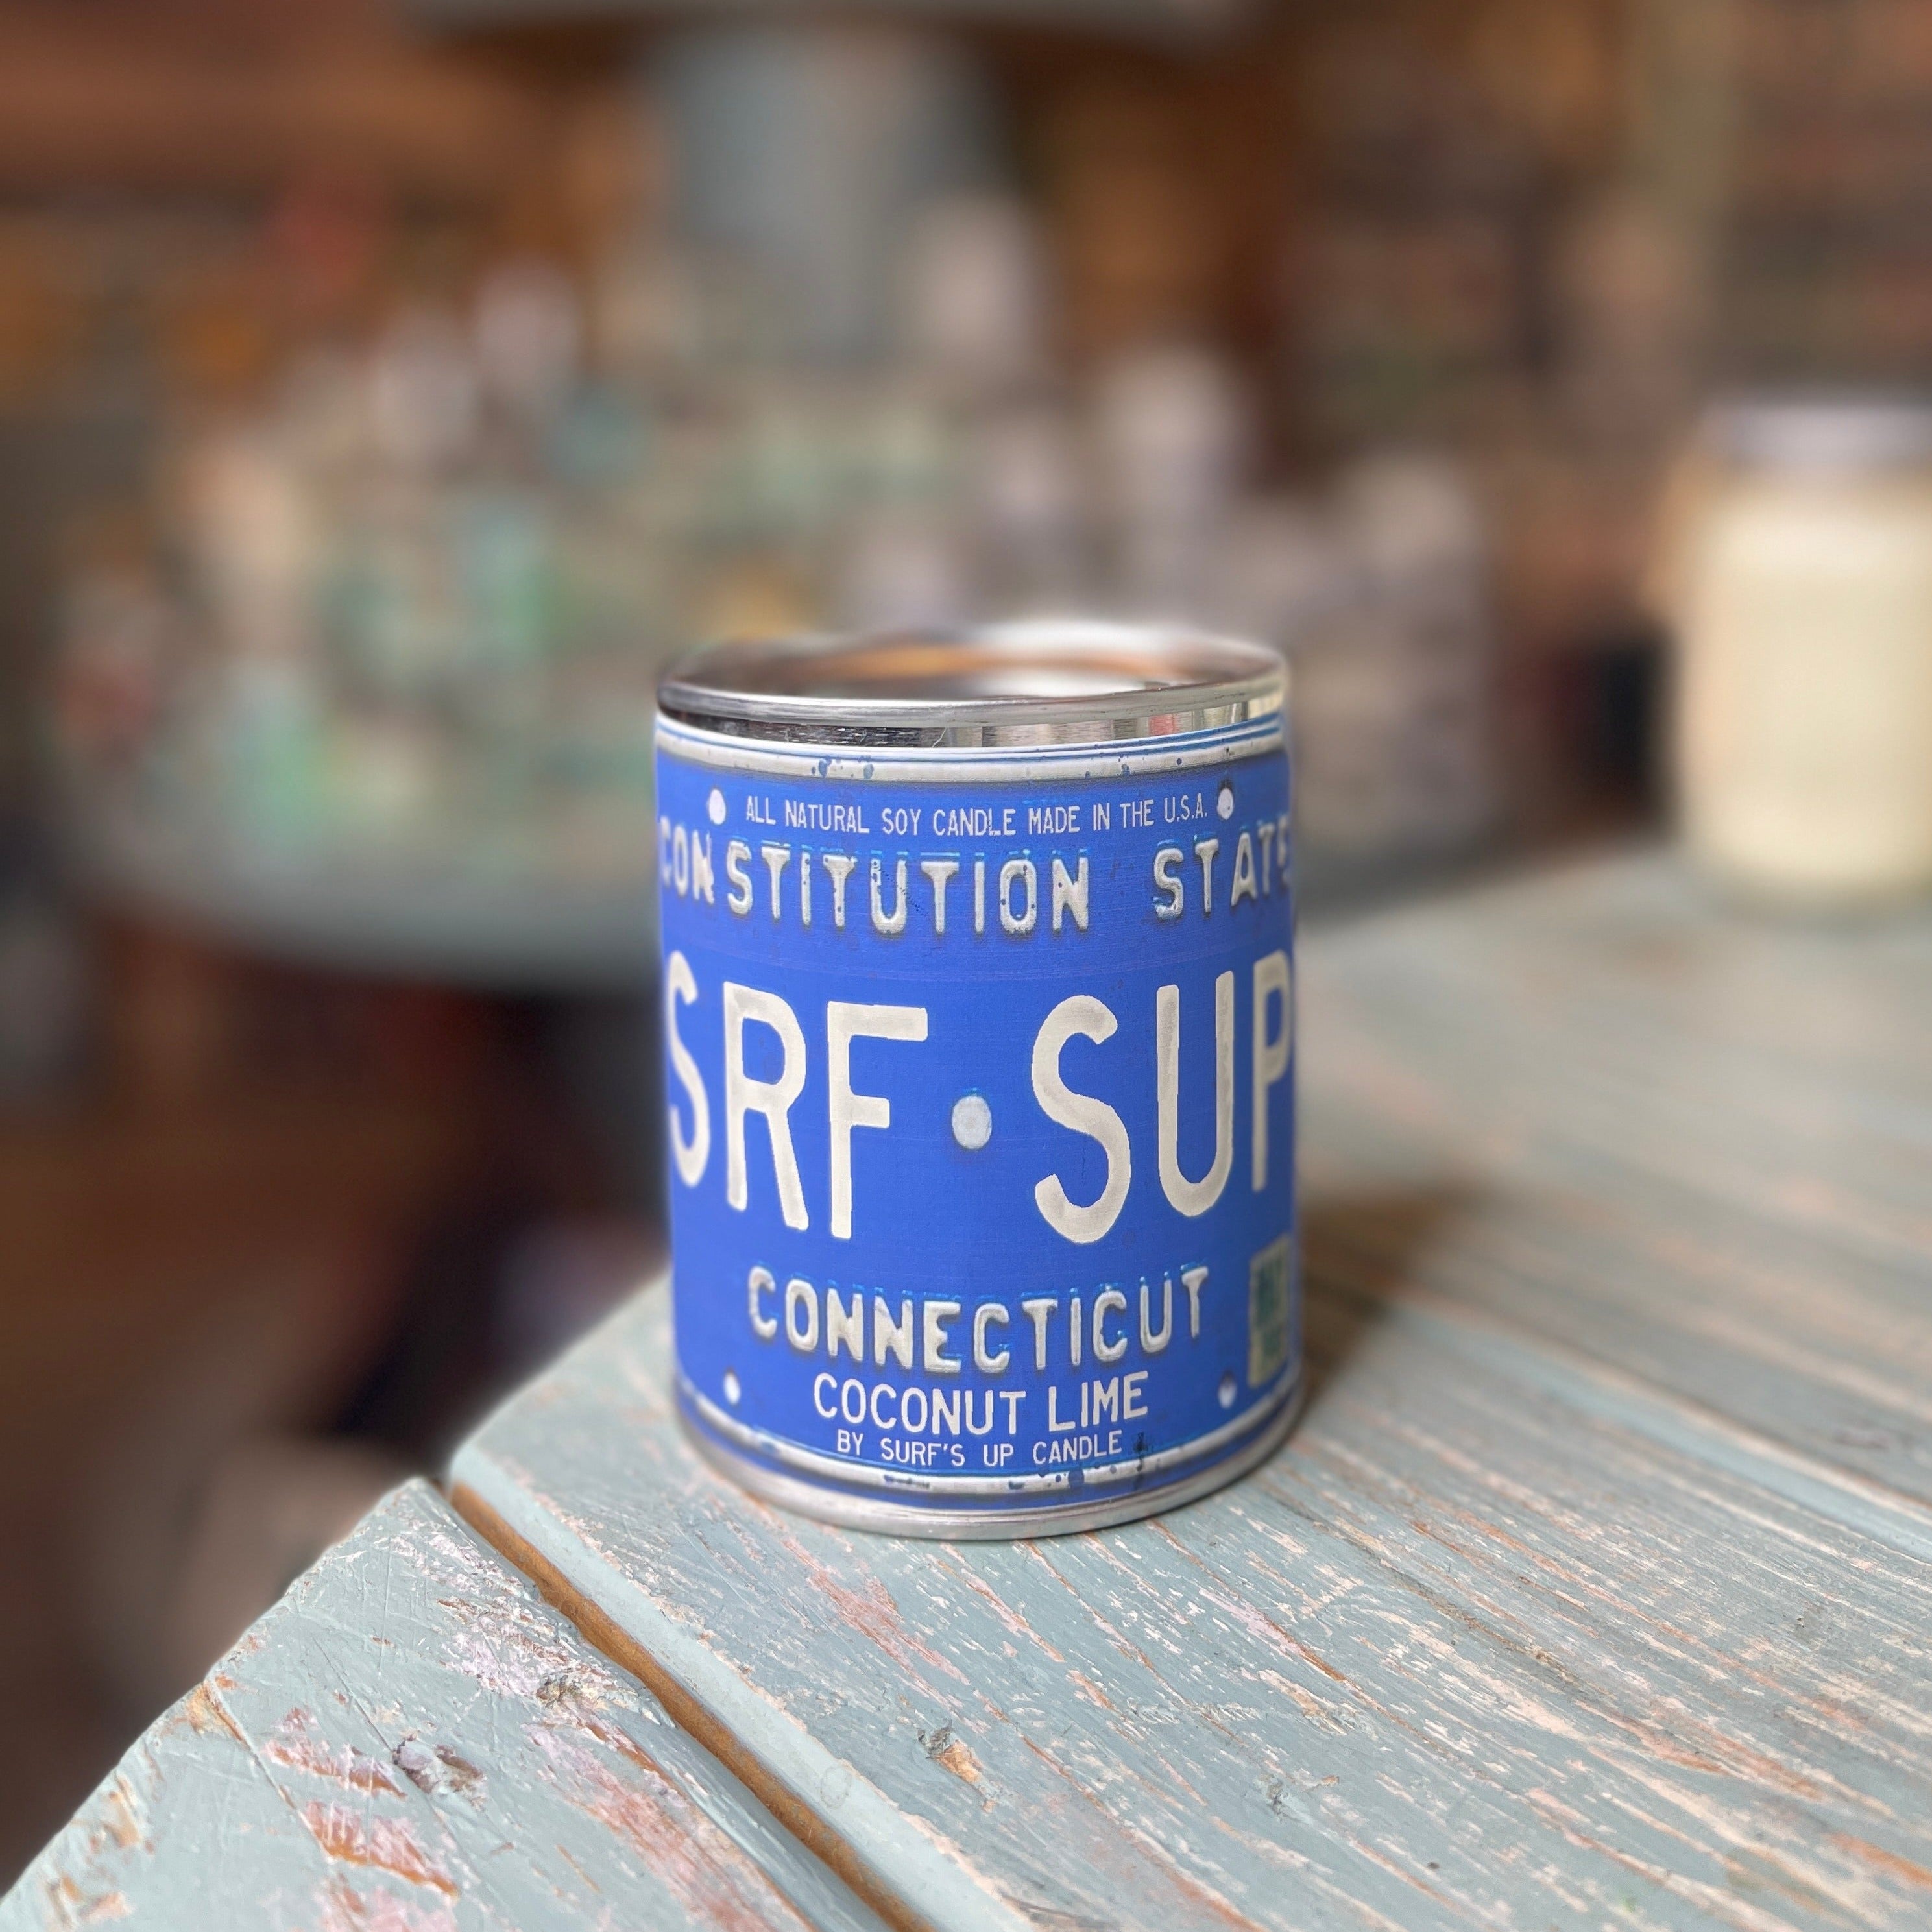 ALL NATURAL SOY CANDLE MADE IN THE U.S.A.
CONSTITUTION STATE
SRF·SUP
CONNECTICUT
COCONUT LIME
BY SURF'S UP CANDLE